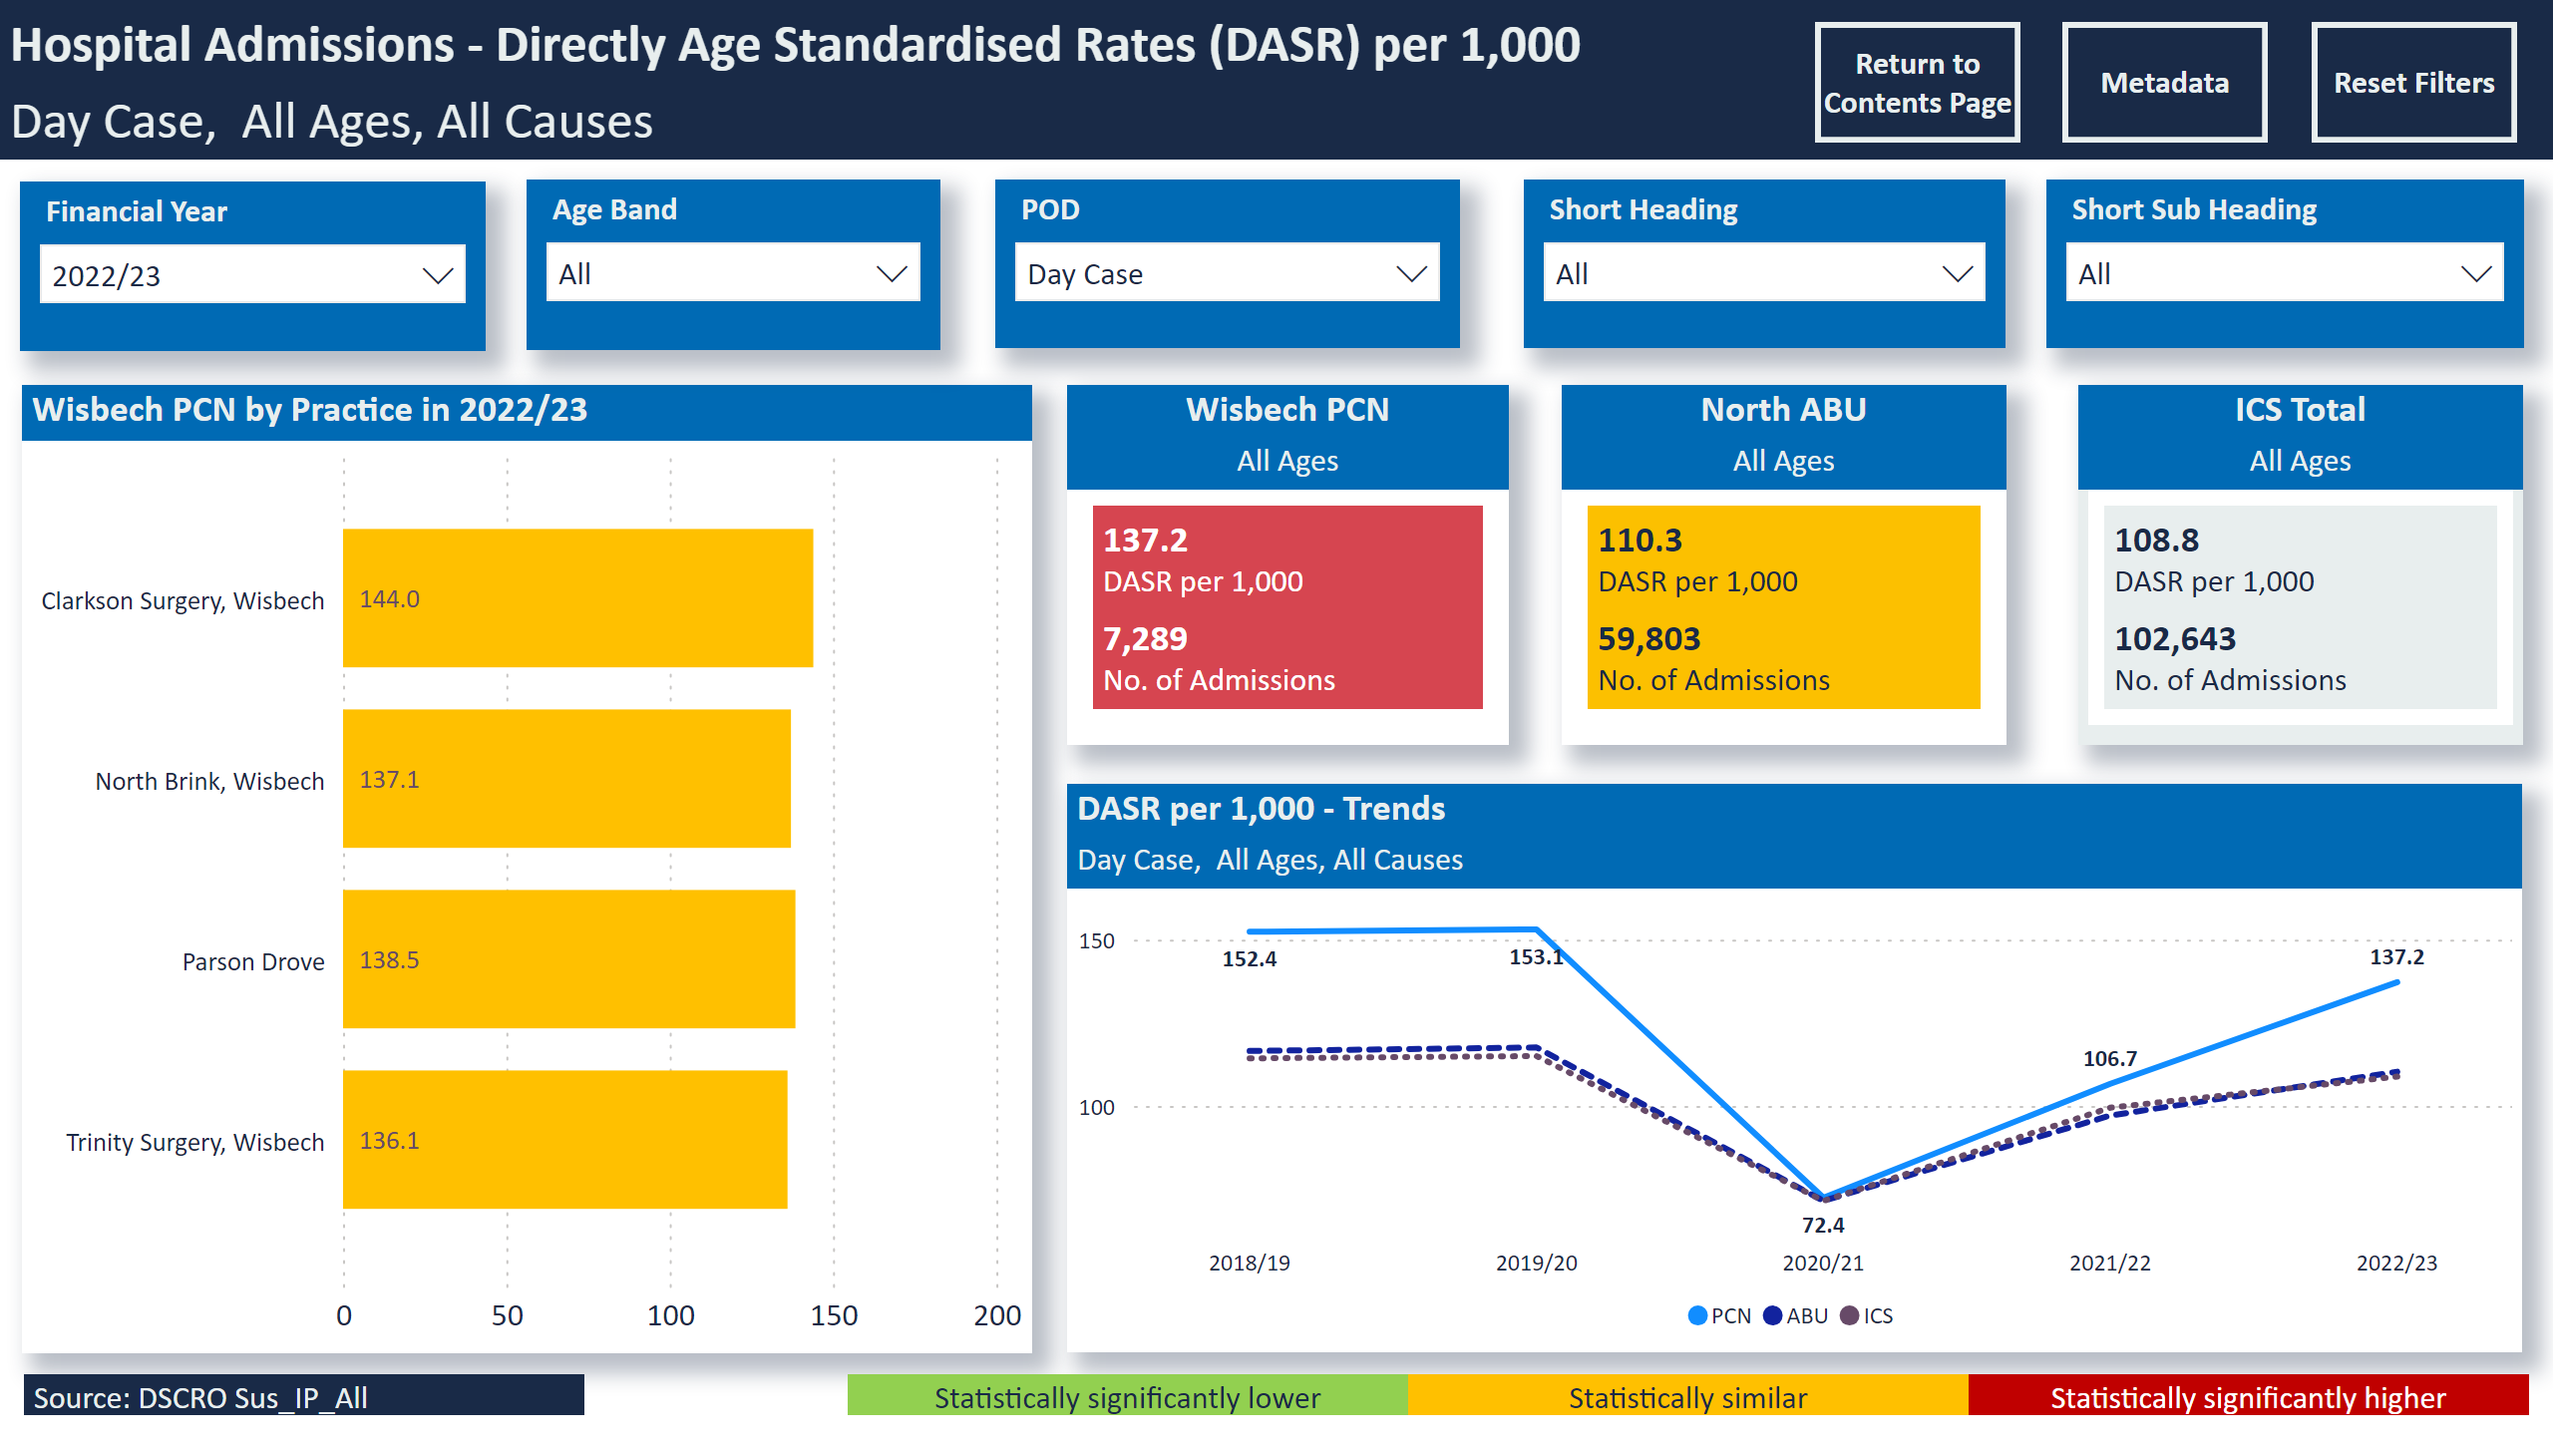 Hospital Admissions - Directly Age Standardised Rates (DASR) per 1,000
Day Case,  All Ages, All Causes
Return to
Contents Page
Metadata
Reset Filters
Financial Year
2022/23
Age Band
All
POD
Day Case
Short Heading
All
Short Sub Heading
All
Wisbech PCN by Practice in 2022/23
Clarkson Surgery, Wisbech 144.0
North Brink, Wisbech 137.1
Parson Drove 138.5
Trinity Surgery, Wisbech 136.1
0 50 100 150 200
Wisbech PCN
All Ages
137.2
DASR per 1,000
7,289
No. of Admissions
North ABU
All Ages
110.3
DASR per 1,000
59,803
No. of Admissions
ICS Total
All Ages
108.8
DASR per 1,000
102,643
No. of Admissions
DASR per 1,000 - Trends
Day Case,  All Ages, All Causes
150
100
152.4
153.1
72.4
106.7
137.2
2018/19 2019/20 2020/21 2021/22 2022/23
PCN ABU ICS
Source: DSCRO Sus_IP_All
Statistically significantly lower
Statistically similar
Statistically significantly higher